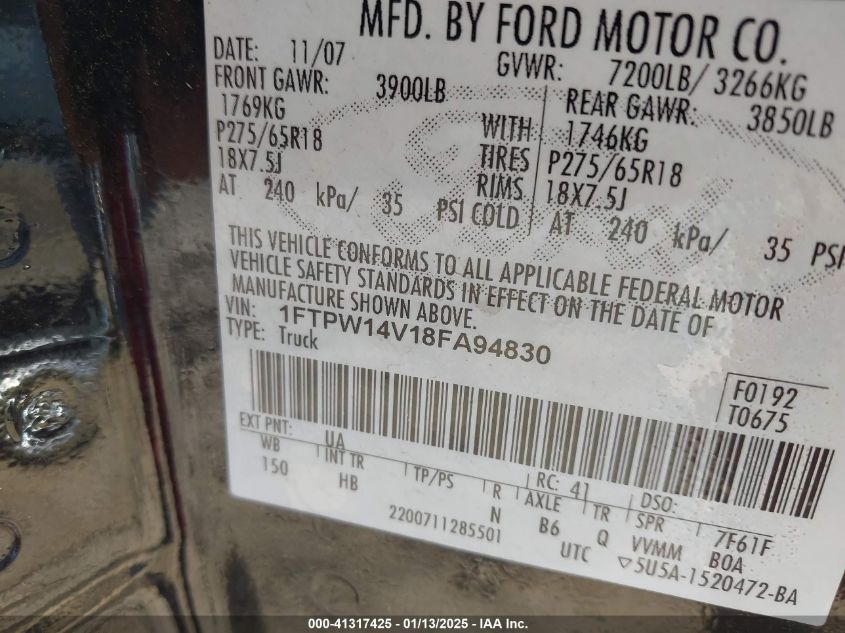 MFD. BY FORD MOTOR CO.
DATE: 11/07 GVWR: 7200LB/ 3266KG
FRONT GAWR: 3900LB REAR GAWR: 3850LB
1769KG WITH 1746KG
P275/65R18 TIRES P275/65R18
18X7.5J RIMS 18X7.5J
AT 240 kPa/ 35 PSI COLD AT 240 kPa/ 35 PSI
THIS VEHICLE CONFORMS TO ALL APPLICABLE FEDERAL MOTOR
VEHICLE SAFETY STANDARDS IN EFFECT ON THE DATE OF
MANUFACTURE SHOWN ABOVE.
VIN: 1FTPW14V18FA94830
TYPE: Truck
F0192
T0675
EXT PNT: UA RC: 41 DSO:
WB INT TR TP/PS R AXLE TR SPR 7F61F
150 HB N B6 Q VVMM B0A
2200711285501 UTC ▽5U5A-1520472-BA
000-41317425 - 01/13/2025 - IAA Inc.